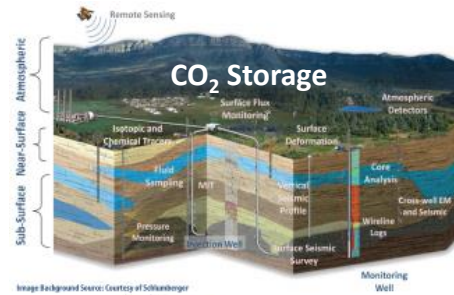 Remote Sensing
Atmospheric
CO₂ Storage
Surface Flux
Monitoring
Atmospheric
Detectors
Near-Surface
Isotopic and
Chemical Tracers
Surface
Deformation
Fluid
Sampling
Core
Analysis
Sub-Surface
MIT
Vertical
Seismic
Profile
Cross-well EM
and Seismic
Pressure
Monitoring
Wireline
Logs
Injection Well
Surface Seismic
Survey
Monitoring
Well
Image Background Source: Courtesy of Schlumberger